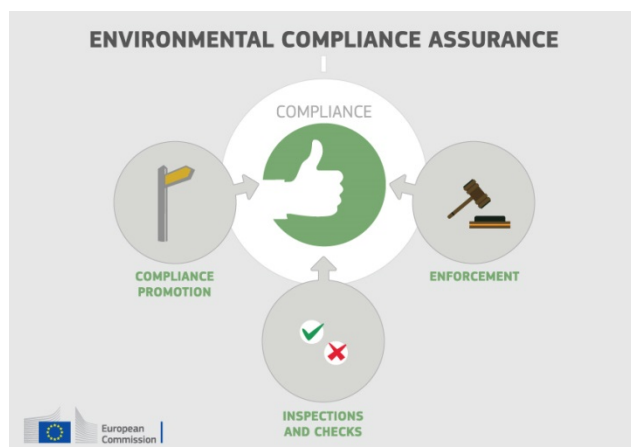 ENVIRONMENTAL COMPLIANCE ASSURANCE
COMPLIANCE
COMPLIANCE
PROMOTION
ENFORCEMENT
INSPECTIONS
AND CHECKS
European
Commission